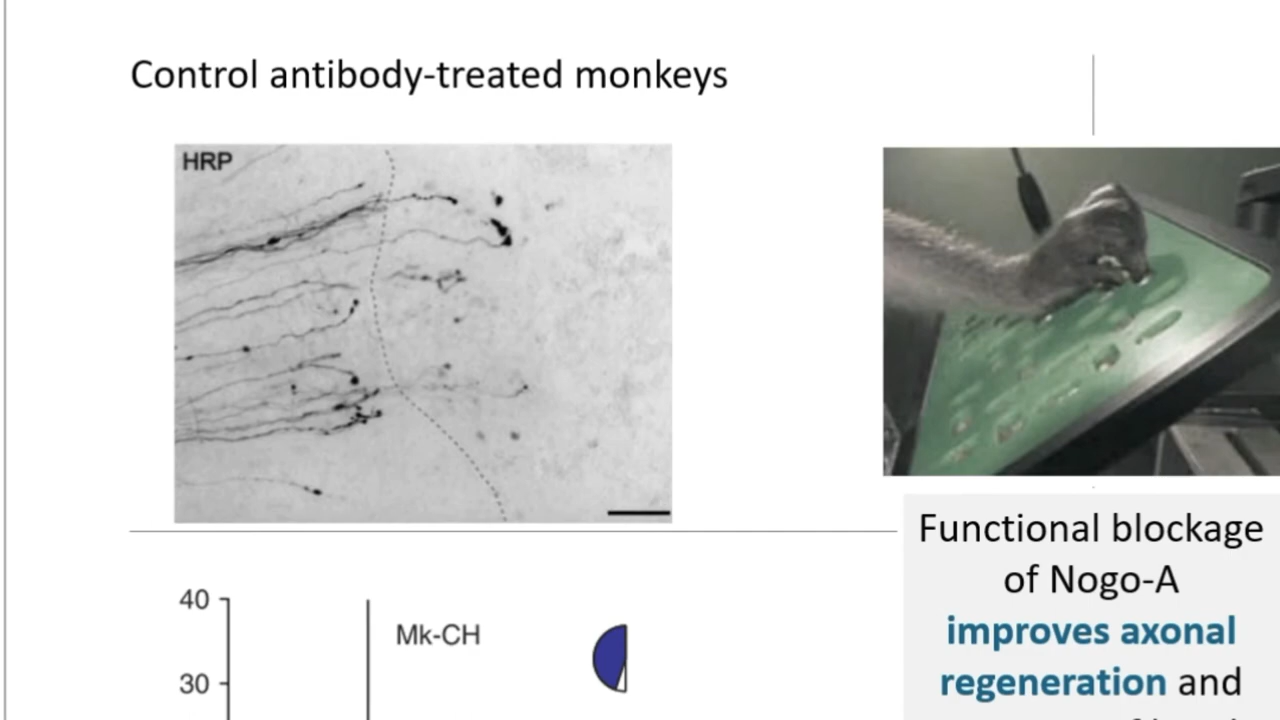 Control antibody-treated monkeys
HRP
Functional blockage
of Nogo-A
improves axonal
regeneration and
40
Mk-CH
30